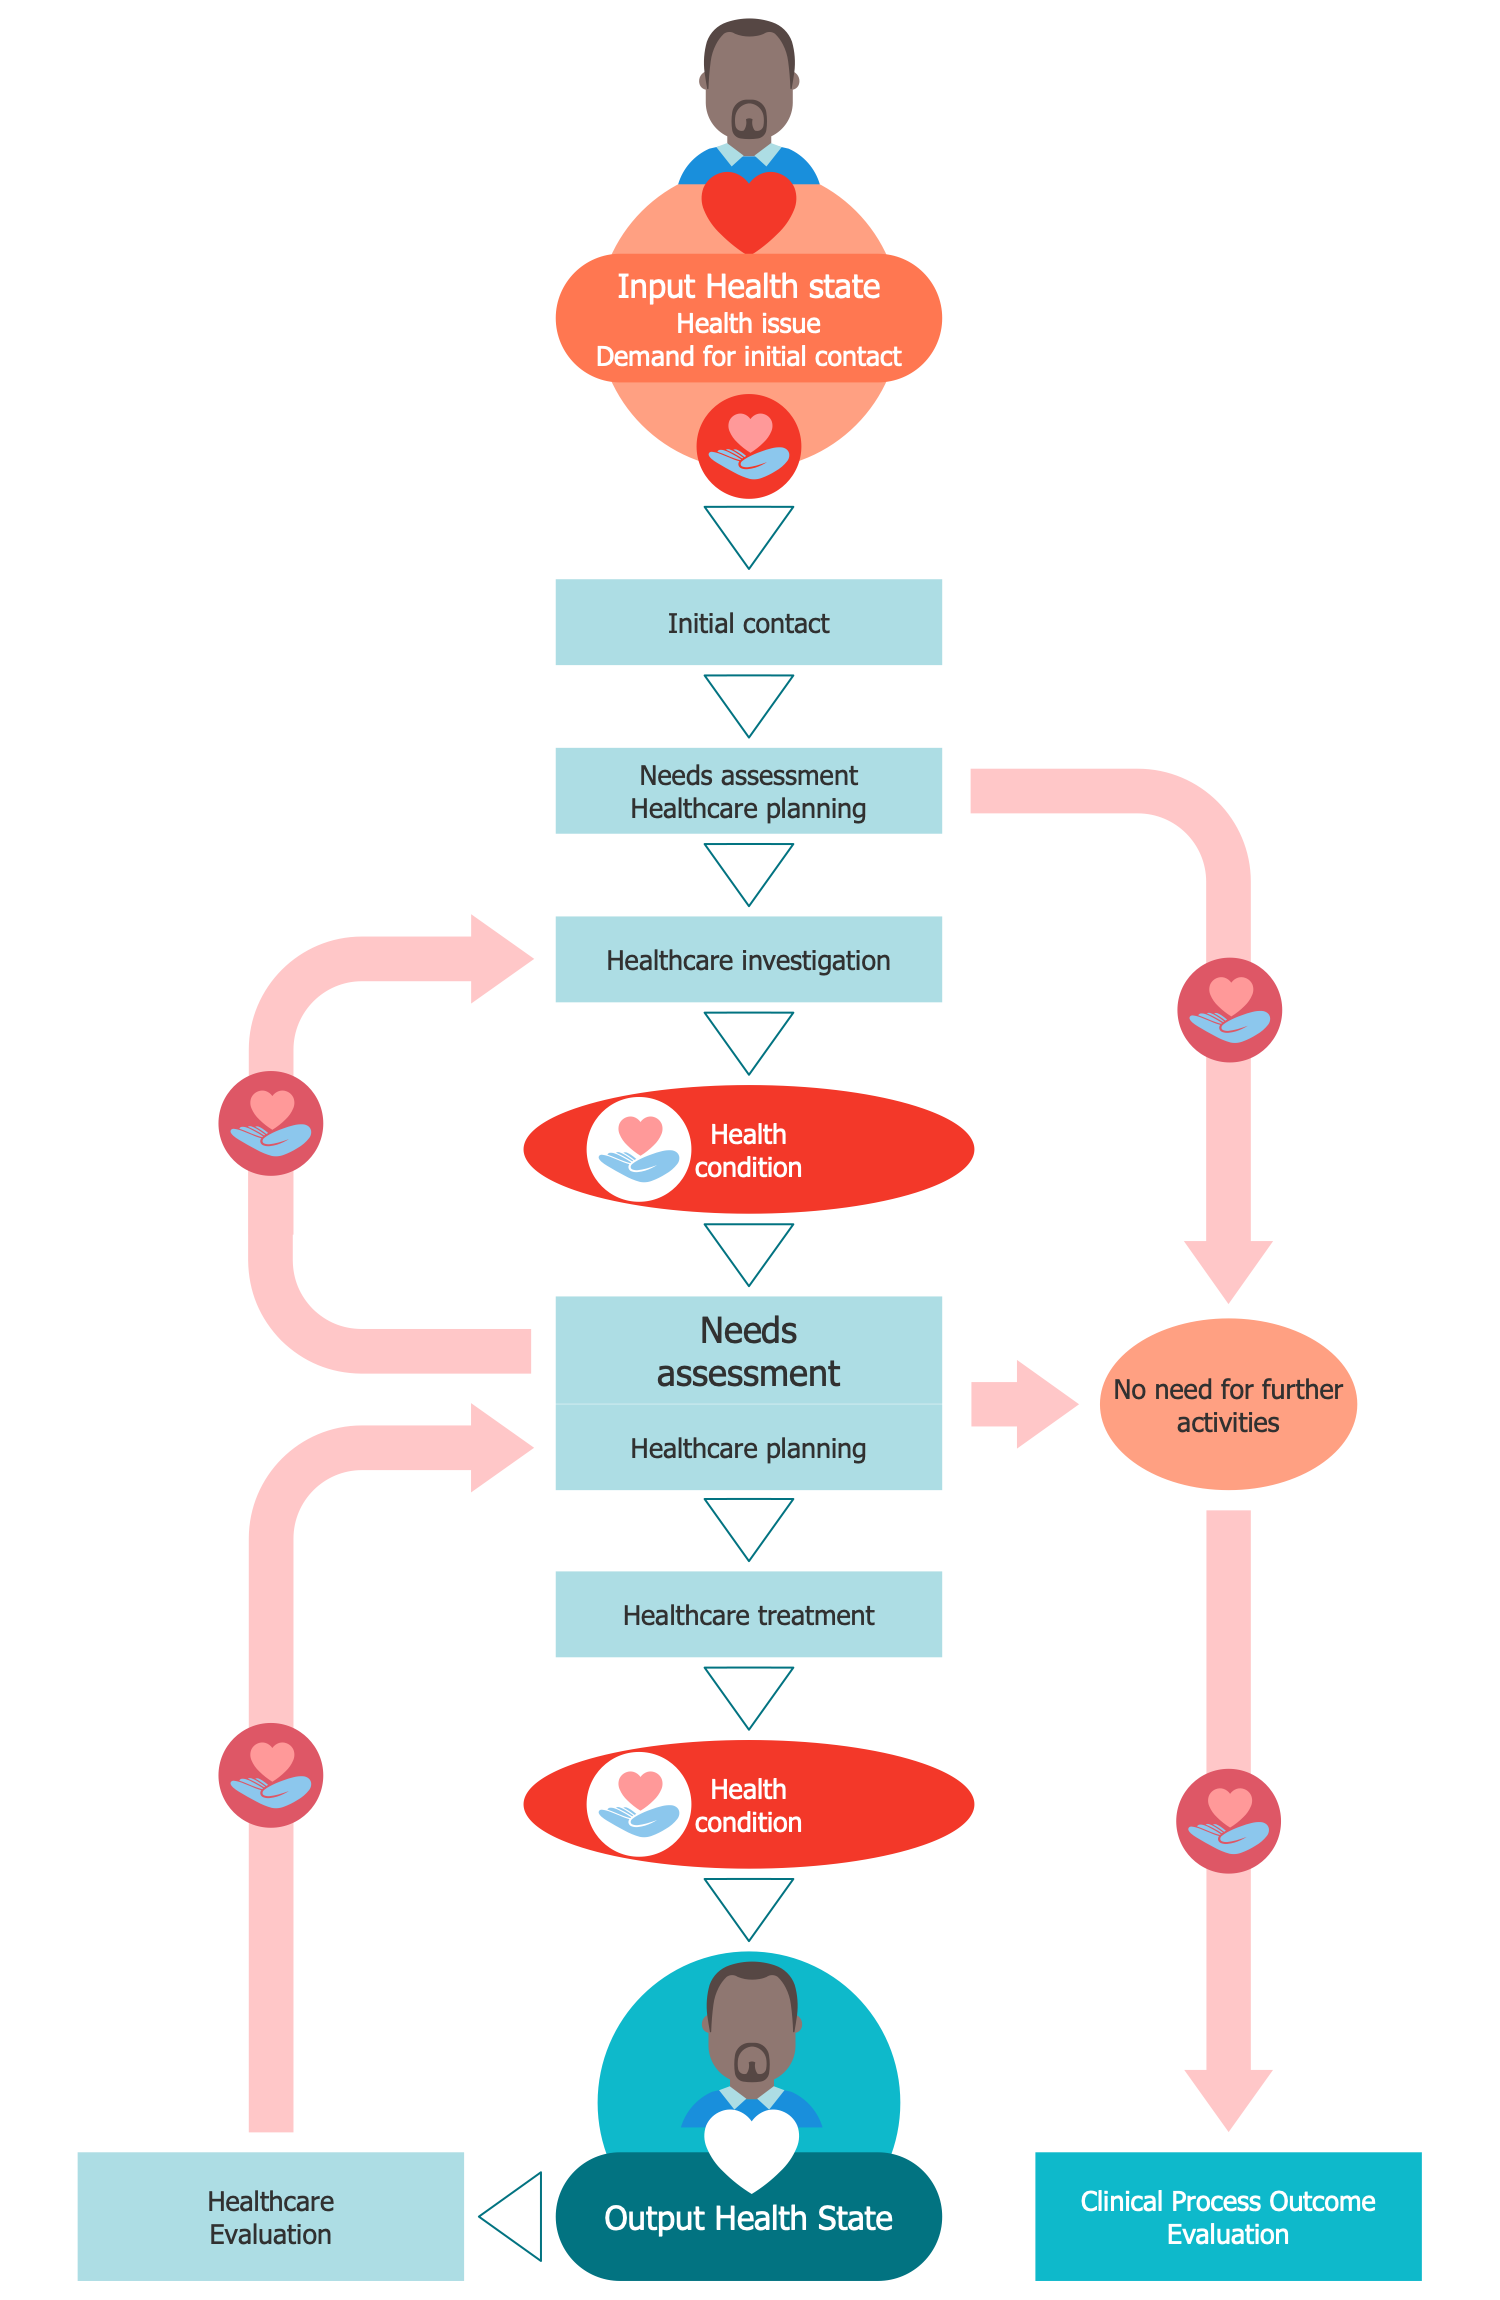 Input Health state
Health issue
Demand for initial contact
Initial contact
Needs assessment
Healthcare planning
Healthcare investigation
Health
condition
Needs
assessment
Healthcare planning
No need for further
activities
Healthcare treatment
Health
condition
Output Health State
Healthcare
Evaluation
Clinical Process Outcome
Evaluation